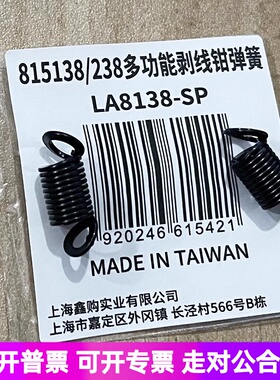 815138/238多功能剥线钳弹簧
LA8138-SP
920246 615421
MADE IN TAIWAN
上海鑫购实业有限公司
上海市嘉定区外冈镇 长泾村566号B栋
开普票 可开专票 走对公合